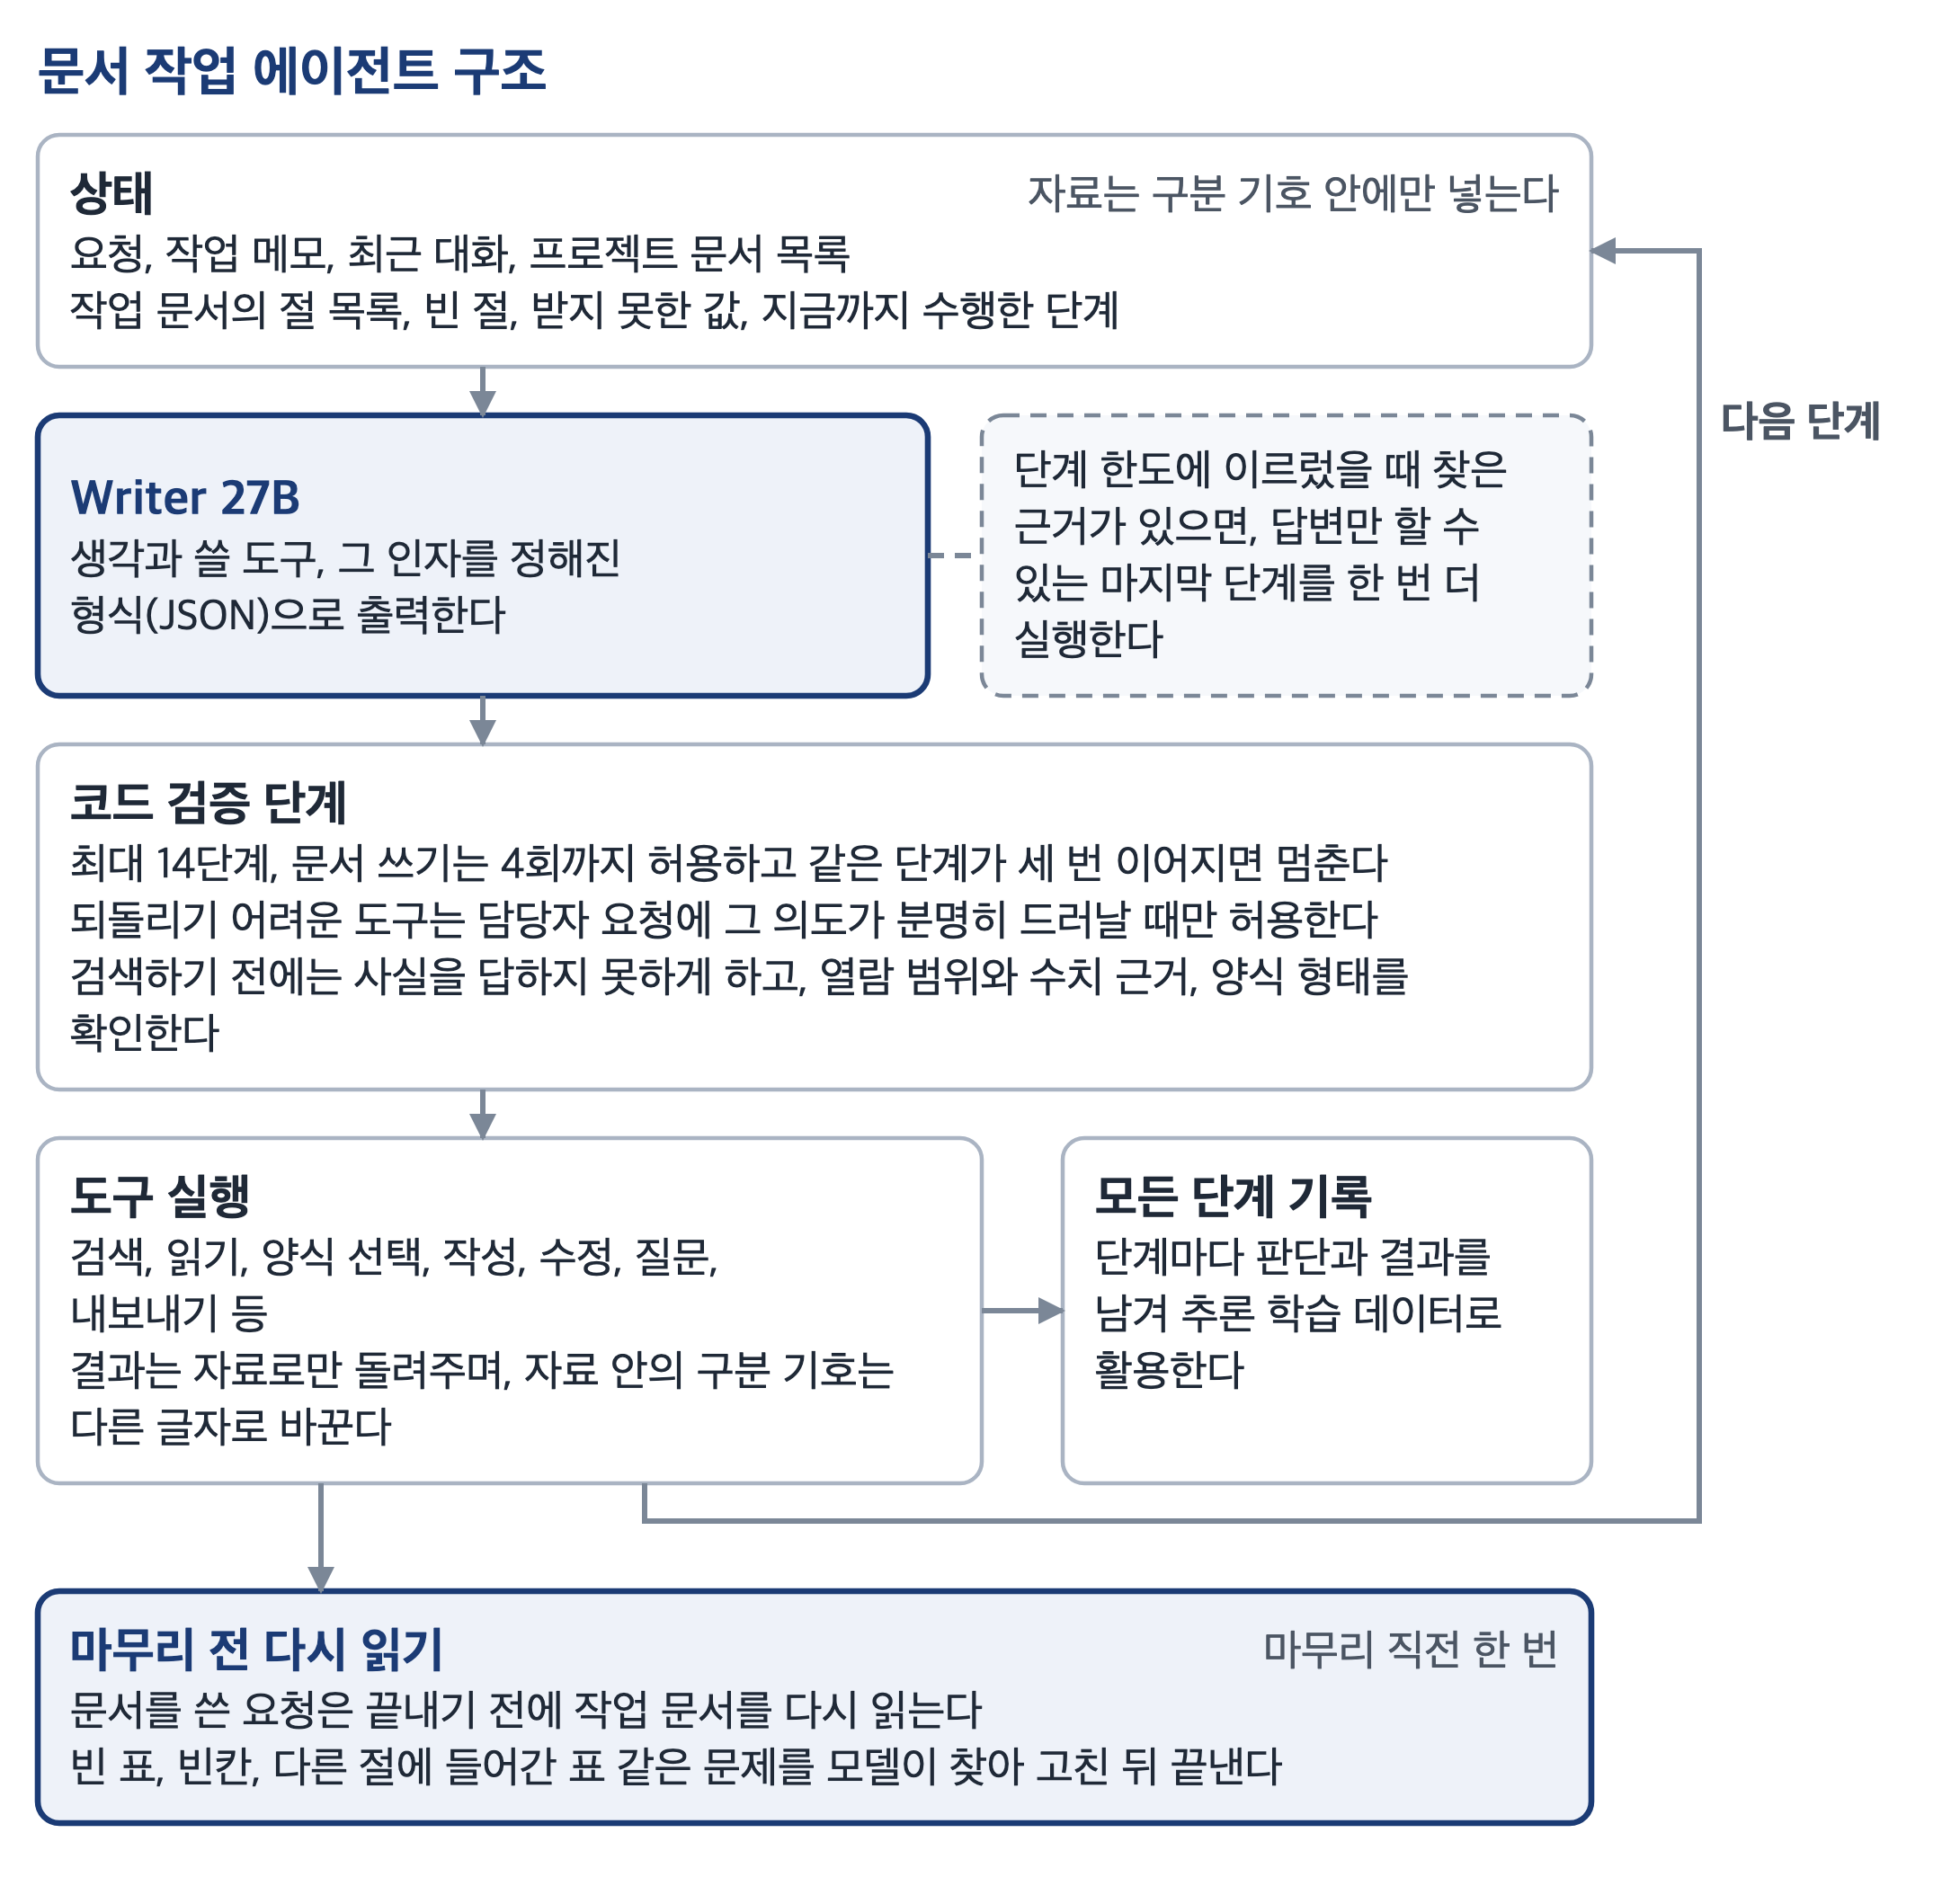 문서 작업 에이전트 구조
상태
자료는 구분 기호 안에만 넣는다
요청, 작업 메모, 최근 대화, 프로젝트 문서 목록
작업 문서의 절 목록, 빈 절, 받지 못한 값, 지금까지 수행한 단계
다음 단계
Writer 27B
생각과 쓸 도구, 그 인자를 정해진
형식(JSON)으로 출력한다
단계 한도에 이르렀을 때 찾은
근거가 있으면, 답변만 할 수
있는 마지막 단계를 한 번 더
실행한다
코드 검증 단계
최대 14단계, 문서 쓰기는 4회까지 허용하고 같은 단계가 세 번 이어지면 멈춘다
되돌리기 어려운 도구는 담당자 요청에 그 의도가 분명히 드러날 때만 허용한다
검색하기 전에는 사실을 답하지 못하게 하고, 열람 범위와 수치 근거, 양식 형태를
확인한다
도구 실행
검색, 읽기, 양식 선택, 작성, 수정, 질문,
내보내기 등
결과는 자료로만 돌려주며, 자료 안의 구분 기호는
다른 글자로 바꾼다
모든 단계 기록
단계마다 판단과 결과를
남겨 추론 학습 데이터로
활용한다
마무리 전 다시 읽기
마무리 직전 한 번
문서를 쓴 요청은 끝내기 전에 작업 문서를 다시 읽는다
빈 표, 빈칸, 다른 절에 들어간 표 같은 문제를 모델이 찾아 고친 뒤 끝낸다